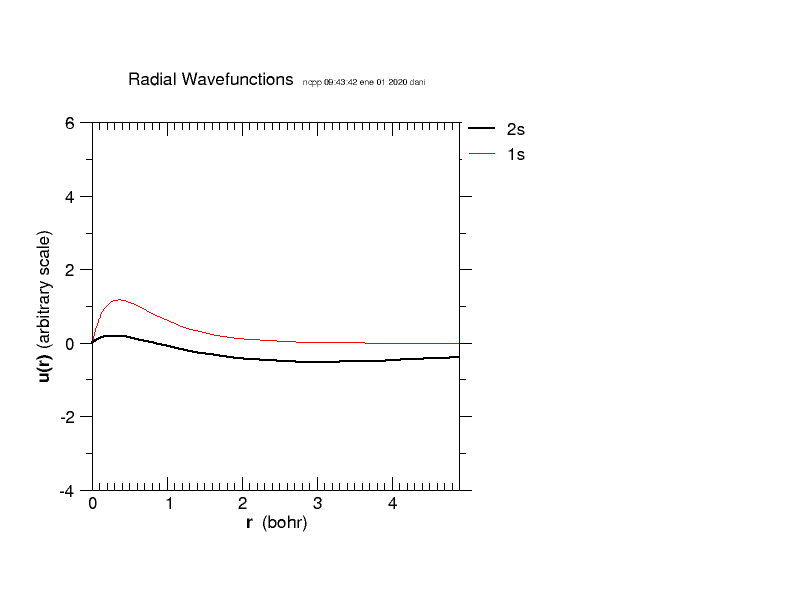 Radial Wavefunctions ncpp 09:43:42 ene 01 2020 dani
2s
1s
6
4
2
0
-2
-4
u(r) (arbitrary scale)
0 1 2 3 4
r (bohr)